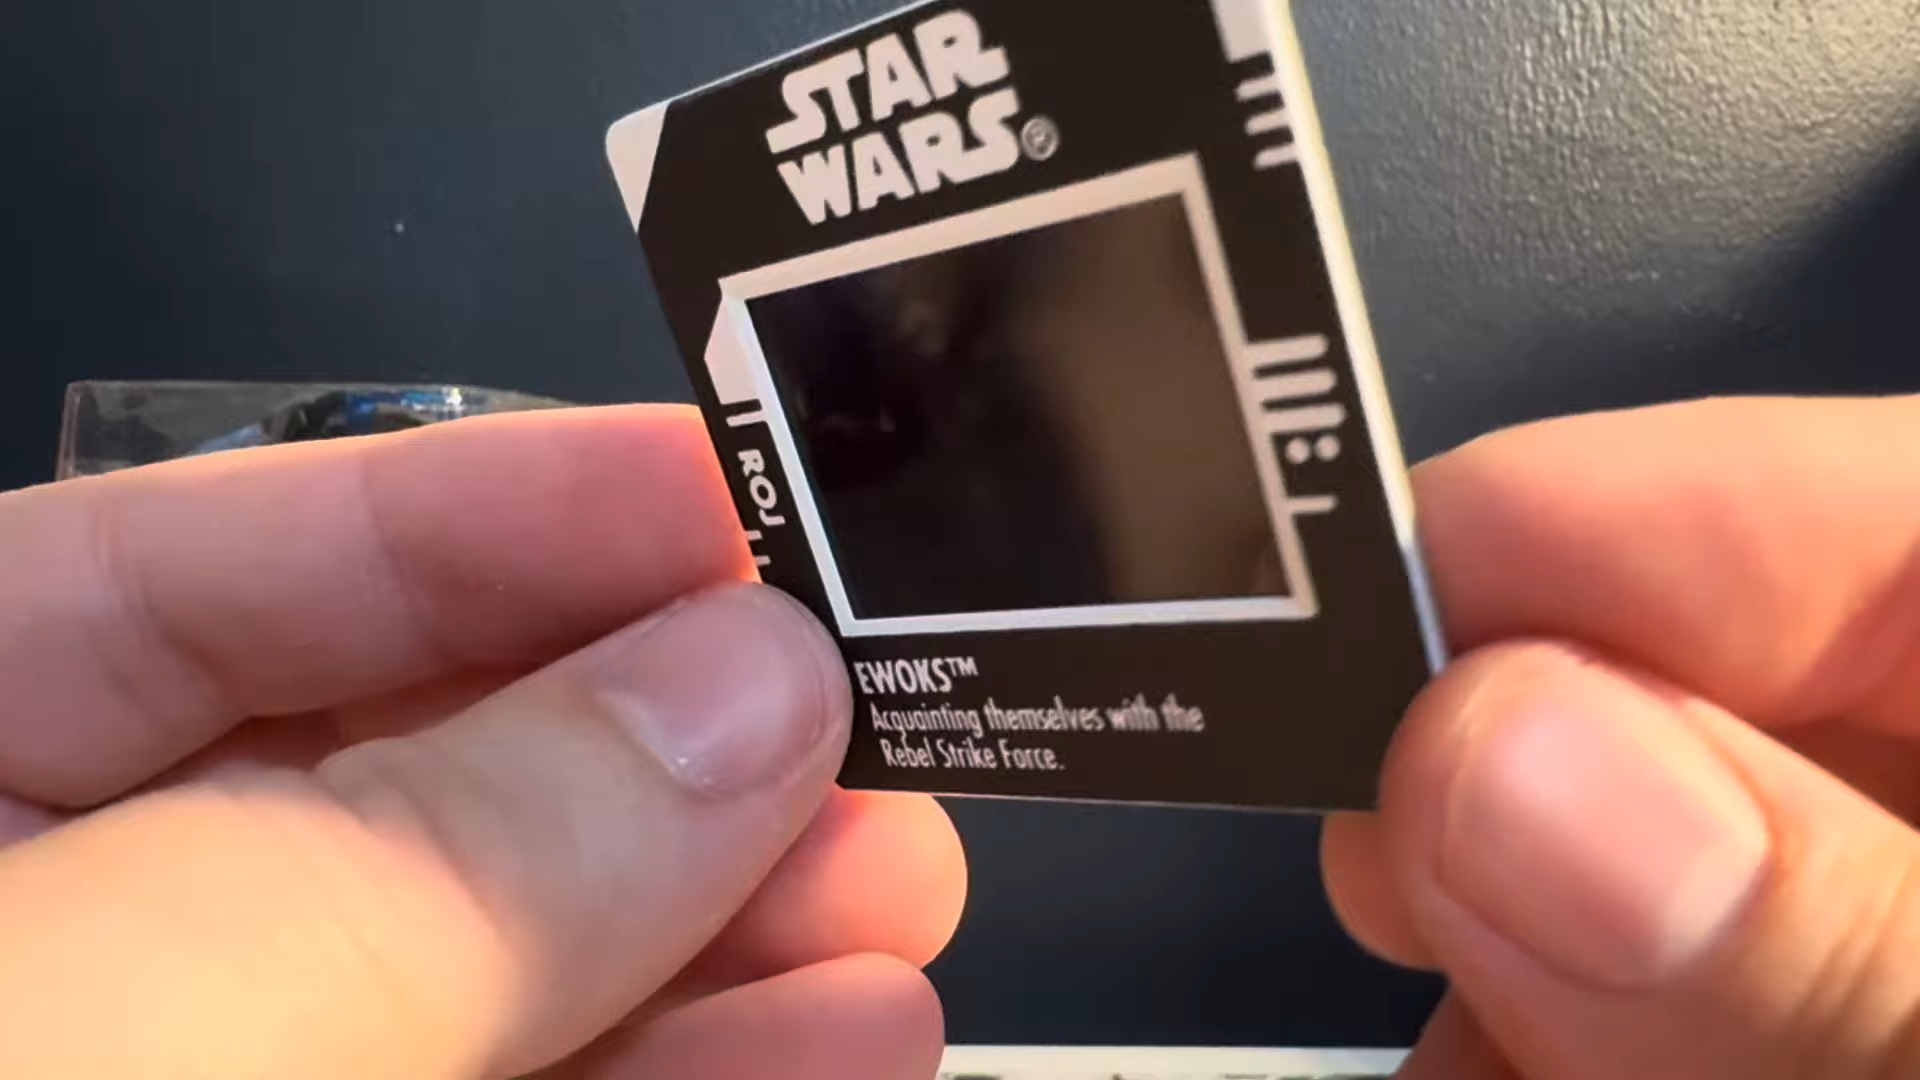 STAR
WARS®
ROJ
EWOKS™
Acquainting themselves with the
Rebel Strike Force.